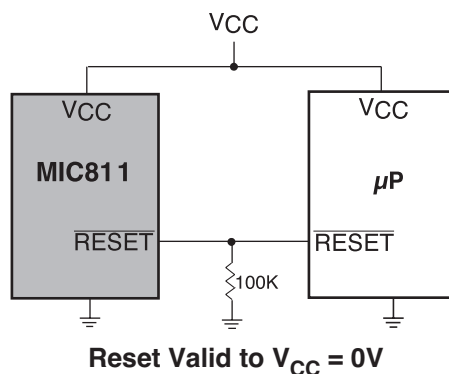 VCC
VCC VCC
MIC811 µP
RESET RESET
100K
Reset Valid to VCC = 0V